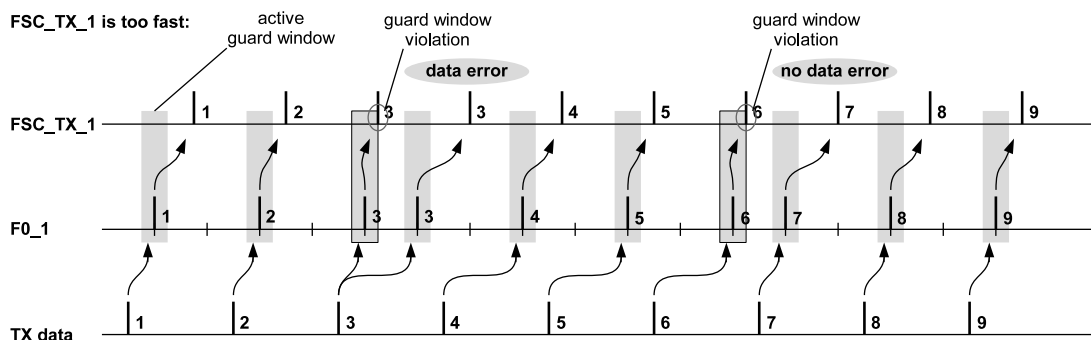 FSC_TX_1 is too fast:
active
guard window
guard window
violation
guard window
violation
data error
no data error
FSC_TX_1 1 2 3 3 4 5 6 7 8 9
F0_1 1 2 3 3 4 5 6 7 8 9
TX data 1 2 3 4 5 6 7 8 9